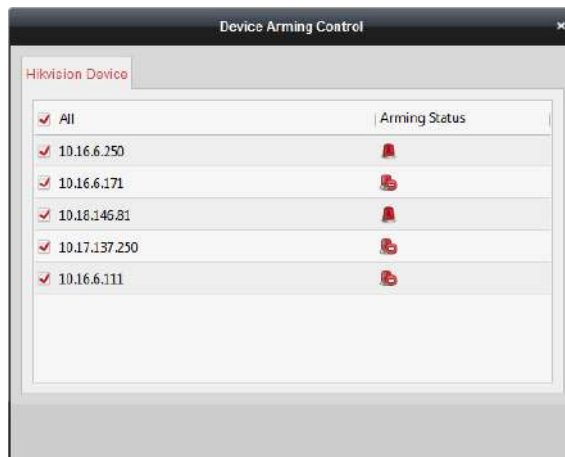 Device Arming Control
Hikvision Device
All Arming Status
10.16.6.250
10.16.6.171
10.18.146.81
10.17.137.250
10.16.6.111